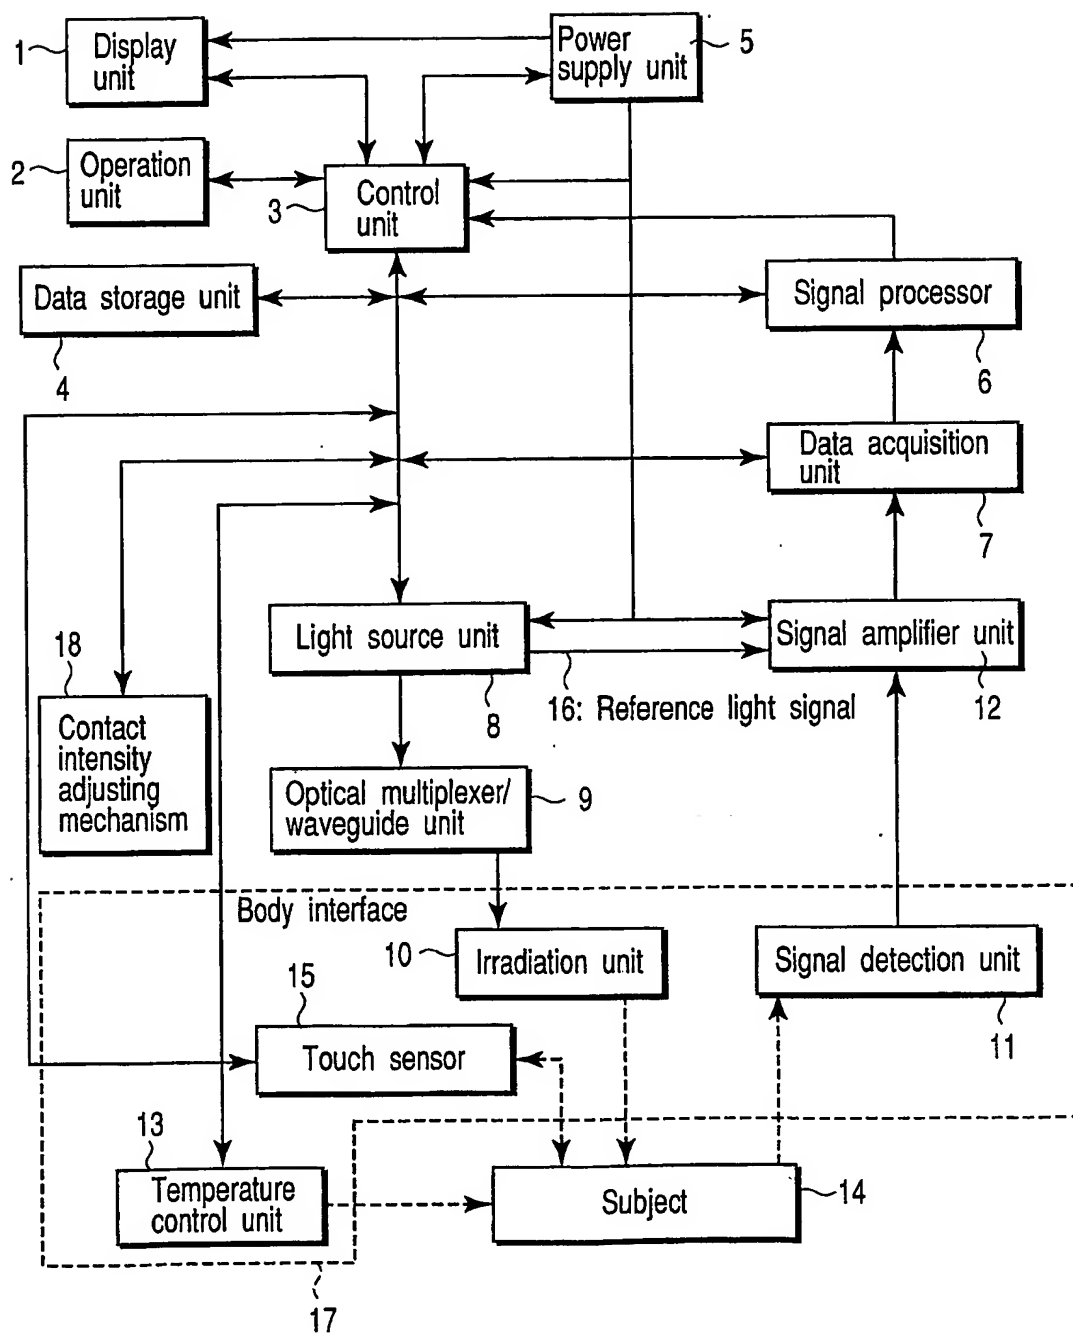 1
Display
unit
Power
supply unit
5
2
Operation
unit
3
Control
unit
Data storage unit
4
Signal processor
6
Data acquisition
unit
7
Light source unit
8
Signal amplifier unit
12
16: Reference light signal
18
Contact
intensity
adjusting
mechanism
Optical multiplexer/
waveguide unit
9
Body interface
10
Irradiation unit
Signal detection unit
11
15
Touch sensor
13
Temperature
control unit
Subject
14
17